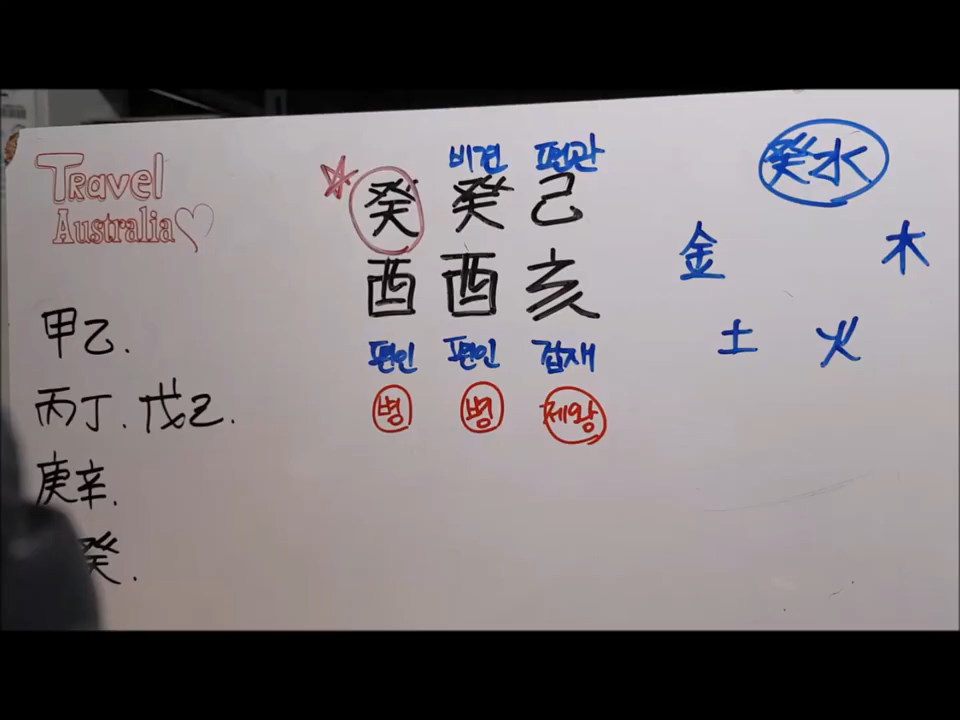 Travel
Australia
비견 편관
癸 癸 己
酉 酉 亥
편인 편인 겁재
병 병 제왕
癸水
金 木
土 火
甲乙.
丙丁. 戊己.
庚辛.
癸.